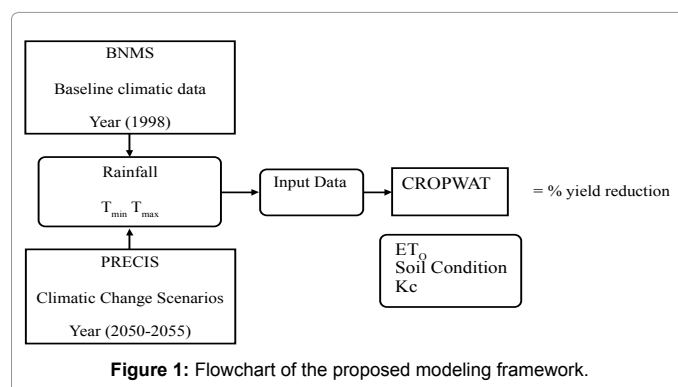 BNMS
Baseline climatic data
Year (1998)
Rainfall
Tmin Tmax
PRECIS
Climatic Change Scenarios
Year (2050-2055)
Input Data
CROPWAT
= % yield reduction
ETO
Soil Condition
Kc
Figure 1: Flowchart of the proposed modeling framework.